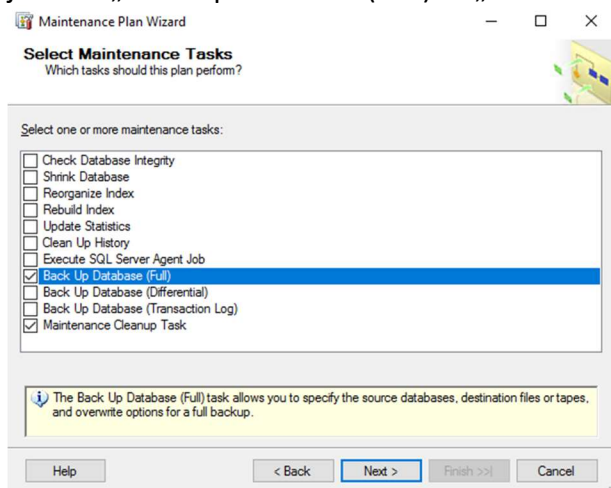 Maintenance Plan Wizard
Select Maintenance Tasks
Which tasks should this plan perform?
Select one or more maintenance tasks:
Check Database Integrity
Shrink Database
Reorganize Index
Rebuild Index
Update Statistics
Clean Up History
Execute SQL Server Agent Job
Back Up Database (Full)
Back Up Database (Differential)
Back Up Database (Transaction Log)
Maintenance Cleanup Task
The Back Up Database (Full) task allows you to specify the source databases, destination files or tapes,
and overwrite options for a full backup.
Help < Back Next > Finish >>| Cancel